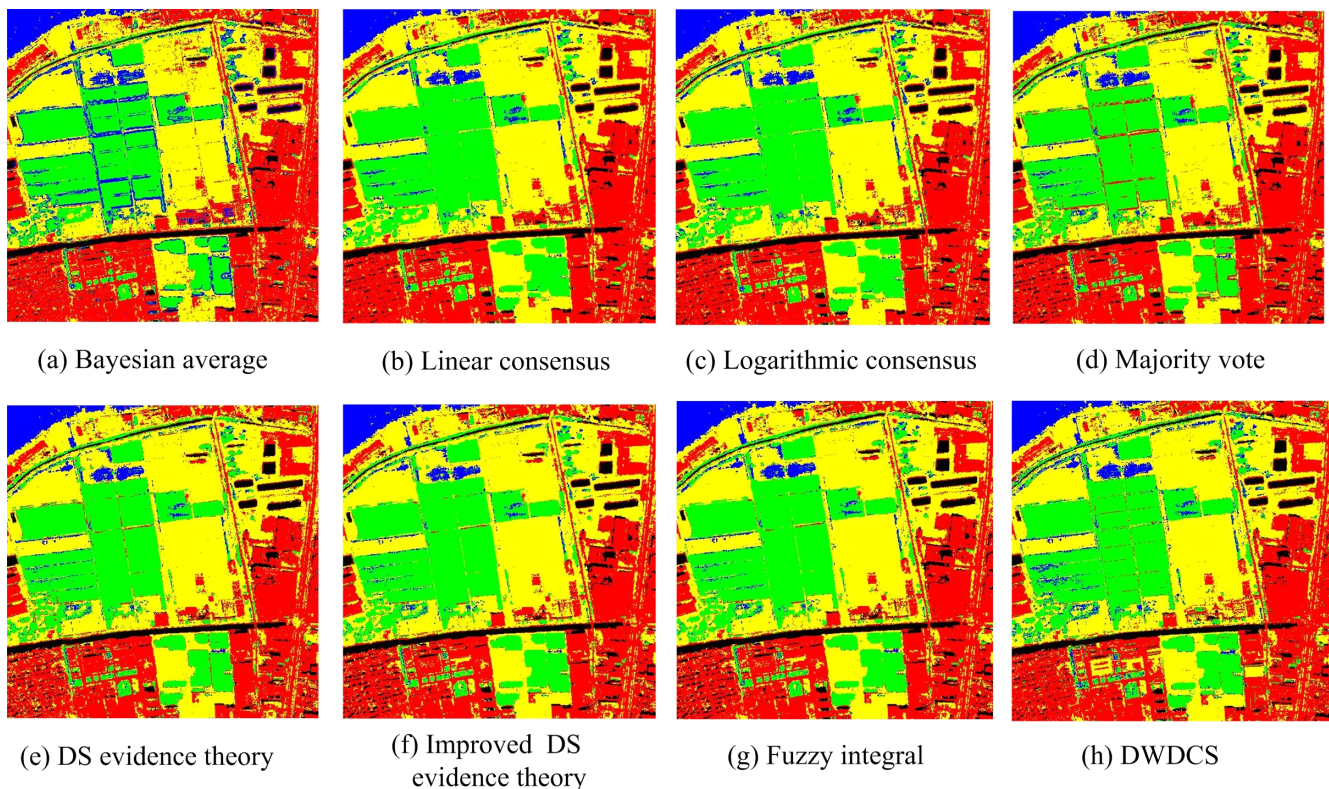 (a) Bayesian average
(b) Linear consensus
(c) Logarithmic consensus
(d) Majority vote
(e) DS evidence theory
(f) Improved DS
evidence theory
(g) Fuzzy integral
(h) DWDCS